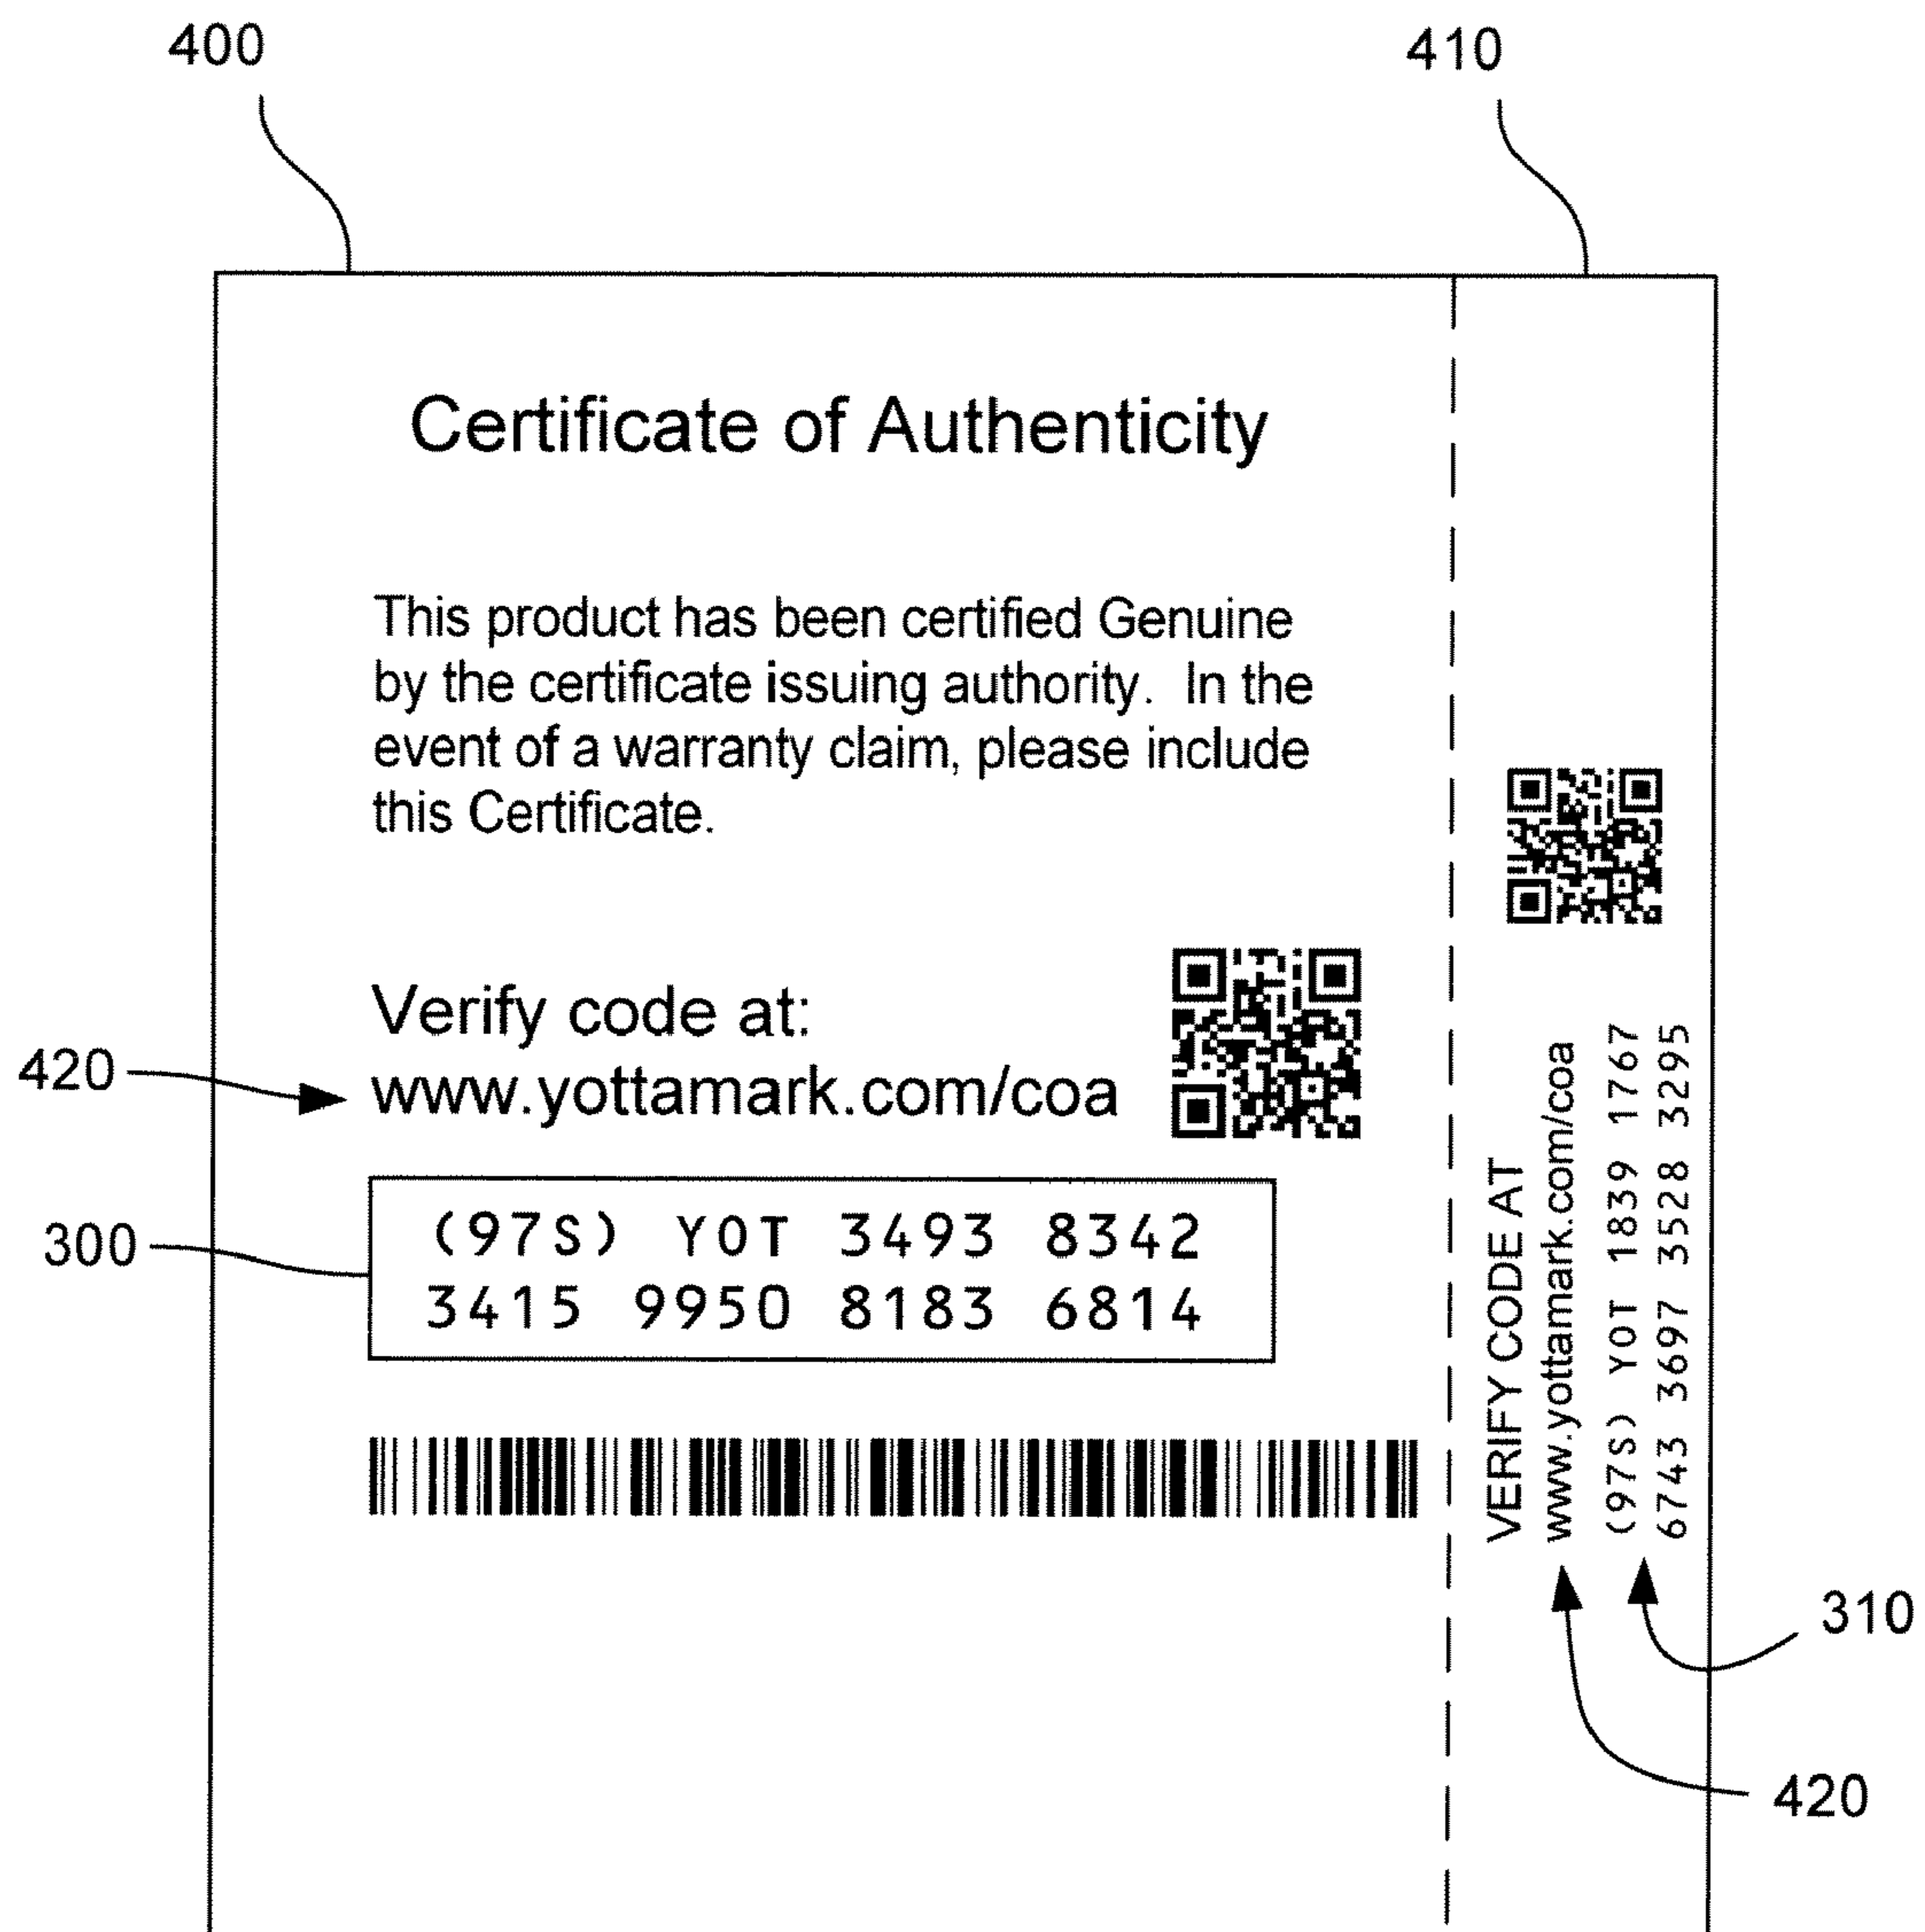 400
410
Certificate of Authenticity
This product has been certified Genuine
by the certificate issuing authority.  In the
event of a warranty claim, please include
this Certificate.
Verify code at:
420
www.yottamark.com/coa
300
(97S) YOT 3493 8342
3415 9950 8183 6814
VERIFY CODE AT
www.yottamark.com/coa
(97S) YOT 1839 1767
6743 3697 3528 3295
310
420